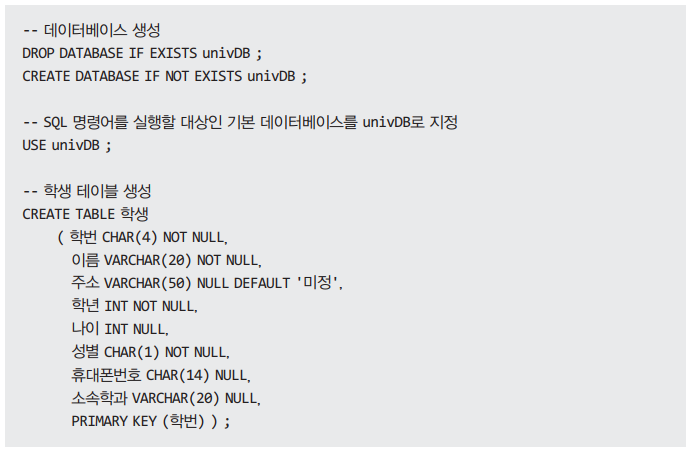 -- 데이터베이스 생성
DROP DATABASE IF EXISTS univDB ;
CREATE DATABASE IF NOT EXISTS univDB ;
-- SQL 명령어를 실행할 대상인 기본 데이터베이스를 univDB로 지정
USE univDB ;
-- 학생 테이블 생성
CREATE TABLE 학생
( 학번 CHAR(4) NOT NULL,
이름 VARCHAR(20) NOT NULL,
주소 VARCHAR(50) NULL DEFAULT '미정',
학년 INT NOT NULL,
나이 INT NULL,
성별 CHAR(1) NOT NULL,
휴대폰번호 CHAR(14) NULL,
소속학과 VARCHAR(20) NULL,
PRIMARY KEY (학번) ) ;